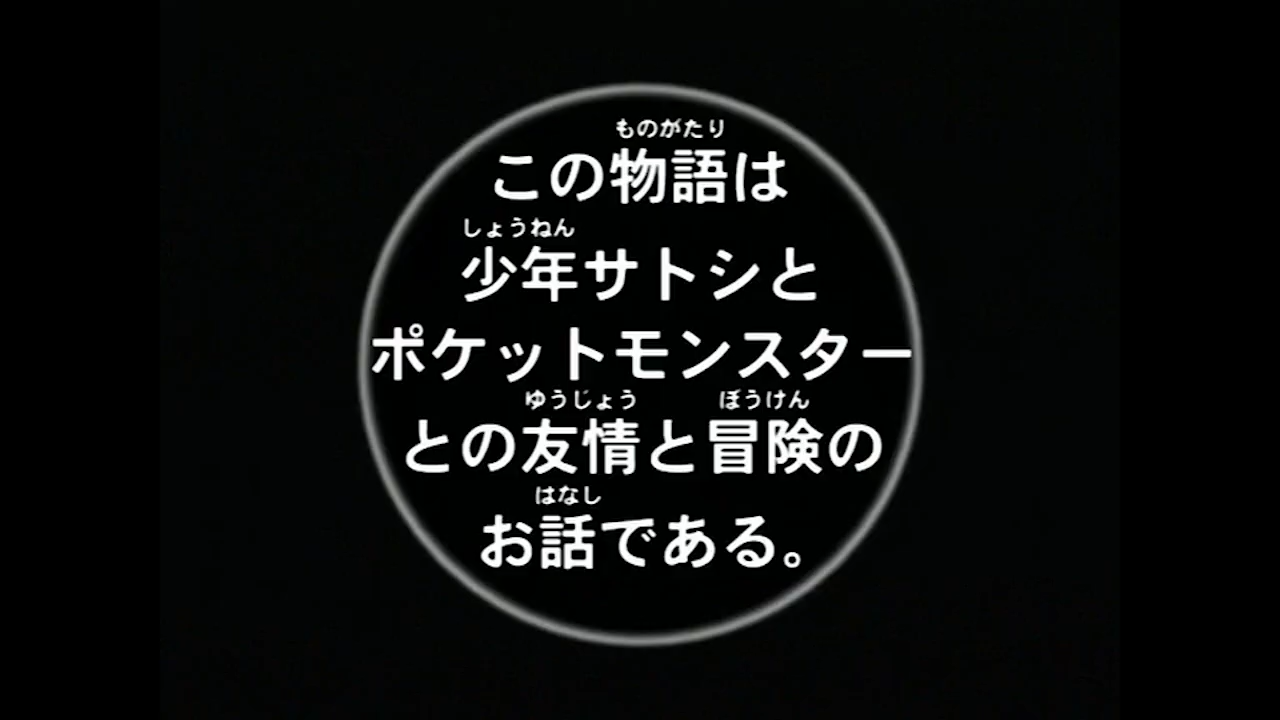 ものがたり
この物語は
しょうねん
少年サトシと
ポケットモンスター
ゆうじょう ぼうけん
との友情と冒険の
はなし
お話である。